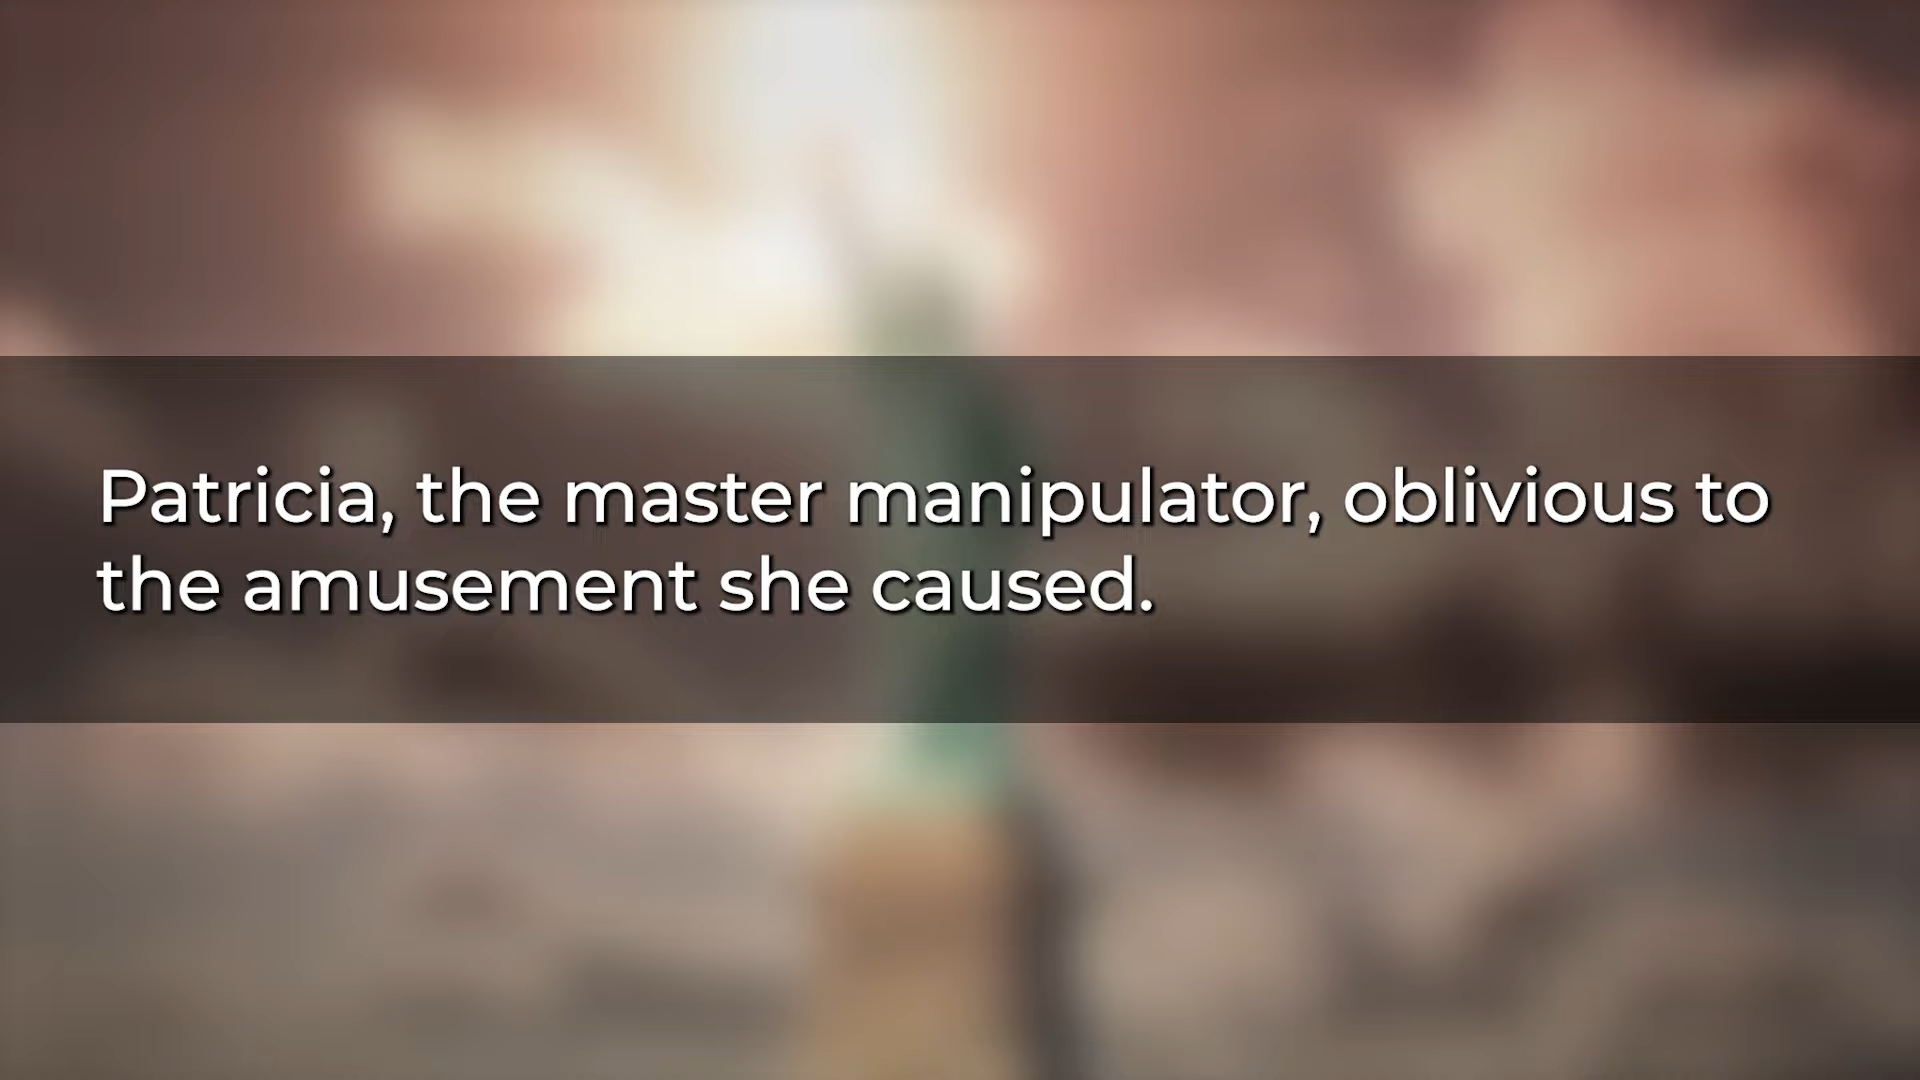 Patricia, the master manipulator, oblivious to
the amusement she caused.